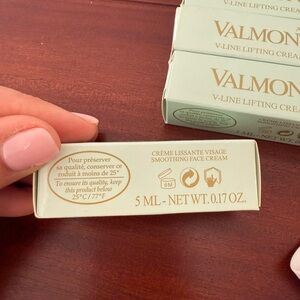 VALMON
V-LINE LIFTING CREA
VALMON
V-LINE LIFTING CREA
Pour préserver
sa qualité, conserver ce
produit à moins de 25°
To ensure its quality, keep
this product below
25°C / 77°F
CRÈME LISSANTE VISAGE
SMOOTHING FACE CREAM
6M
5 ML - NET WT. 0.17 OZ.